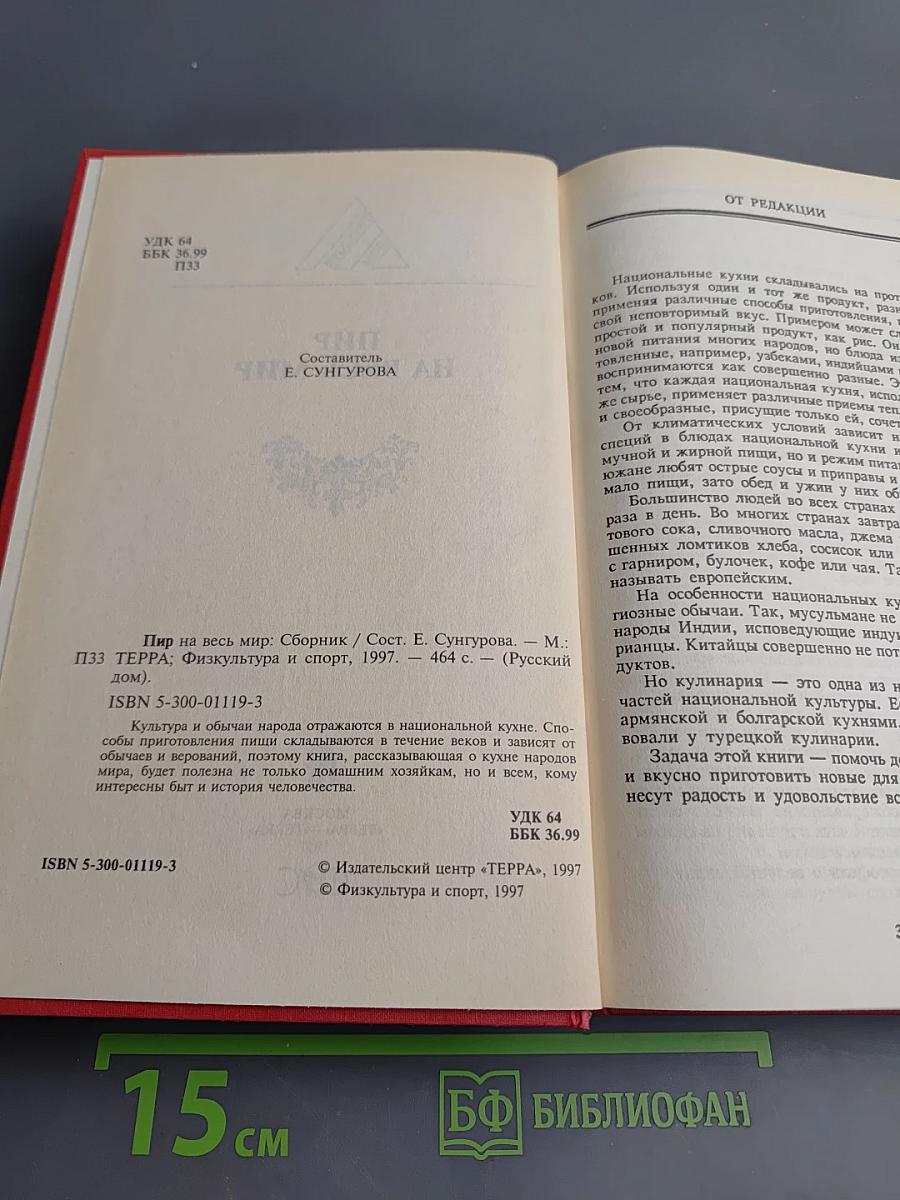 УДК 64
ББК 36.99
П33
Составитель
Е. СУНГУРОВА
Пир на весь мир: Сборник / Сост. Е. Сунгурова. — М.:
П33 ТЕРРА; Физкультура и спорт, 1997. — 464 с. — (Русский
дом).
ISBN 5-300-01119-3
Культура и обычаи народа отражаются в национальной кухне. Спо-
собы приготовления пищи складываются в течение веков и зависят от
обычаев и верований, поэтому книга, рассказывающая о кухне народов
мира, будет полезна не только домашним хозяйкам, но и всем, кому
интересны быт и история человечества.
УДК 64
ББК 36.99
ISBN 5-300-01119-3
© Издательский центр «ТЕРРА», 1997
© Физкультура и спорт, 1997
ОТ РЕДАКЦИИ
Национальные кухни складывались на прот
ков. Используя один и тот же продукт, разн
применяя различные способы приготовления,
свой неповторимый вкус. Примером может сл
простой и популярный продукт, как рис. Он
новой питания многих народов, но блюда из
товленные, например, узбеками, индийцами
воспринимаются как совершенно разные. Э
тем, что каждая национальная кухня, испол
же сырье, применяет различные приемы теп
и своеобразные, присущие только ей, сочет
От климатических условий зависит н
специй в блюдах национальной кухни и
мучной и жирной пищи, но и режим питан
южане любят острые соусы и приправы и
мало пищи, зато обед и ужин у них об
Большинство людей во всех странах
раза в день. Во многих странах завтра
тового сока, сливочного масла, джема
шенных ломтиков хлеба, сосисок или
с гарниром, булочек, кофе или чая. Та
называть европейским.
На особенности национальных ку
гиозные обычаи. Так, мусульмане не
народы Индии, исповедующие индуи
рианцы. Китайцы совершенно не пот
дуктов.
Но кулинария — это одна из н
частей национальной культуры. Ес
армянской и болгарской кухнями.
вовали у турецкой кулинарии.
Задача этой книги — помочь до
и вкусно приготовить новые для
несут радость и удовольствие вс
3
15 см
БФ БИБЛИОФАН